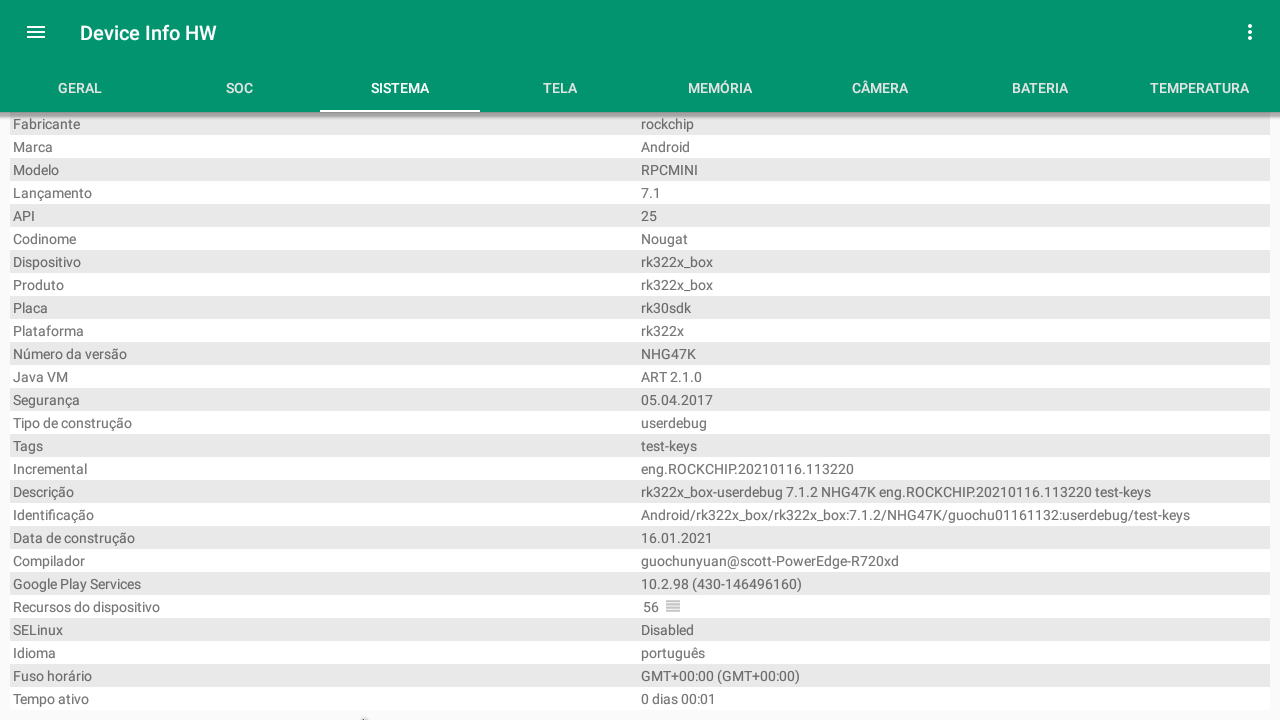 Device Info HW
GERAL SOC SISTEMA TELA MEMÓRIA CÂMERA BATERIA TEMPERATURA
Fabricante rockchip
Marca Android
Modelo RPCMINI
Lançamento 7.1
API 25
Codinome Nougat
Dispositivo rk322x_box
Produto rk322x_box
Placa rk30sdk
Plataforma rk322x
Número da versão NHG47K
Java VM ART 2.1.0
Segurança 05.04.2017
Tipo de construção userdebug
Tags test-keys
Incremental eng.ROCKCHIP.20210116.113220
Descrição rk322x_box-userdebug 7.1.2 NHG47K eng.ROCKCHIP.20210116.113220 test-keys
Identificação Android/rk322x_box/rk322x_box:7.1.2/NHG47K/guochu01161132:userdebug/test-keys
Data de construção 16.01.2021
Compilador guochunyuan@scott-PowerEdge-R720xd
Google Play Services 10.2.98 (430-146496160)
Recursos do dispositivo 56
SELinux Disabled
Idioma português
Fuso horário GMT+00:00 (GMT+00:00)
Tempo ativo 0 dias 00:01